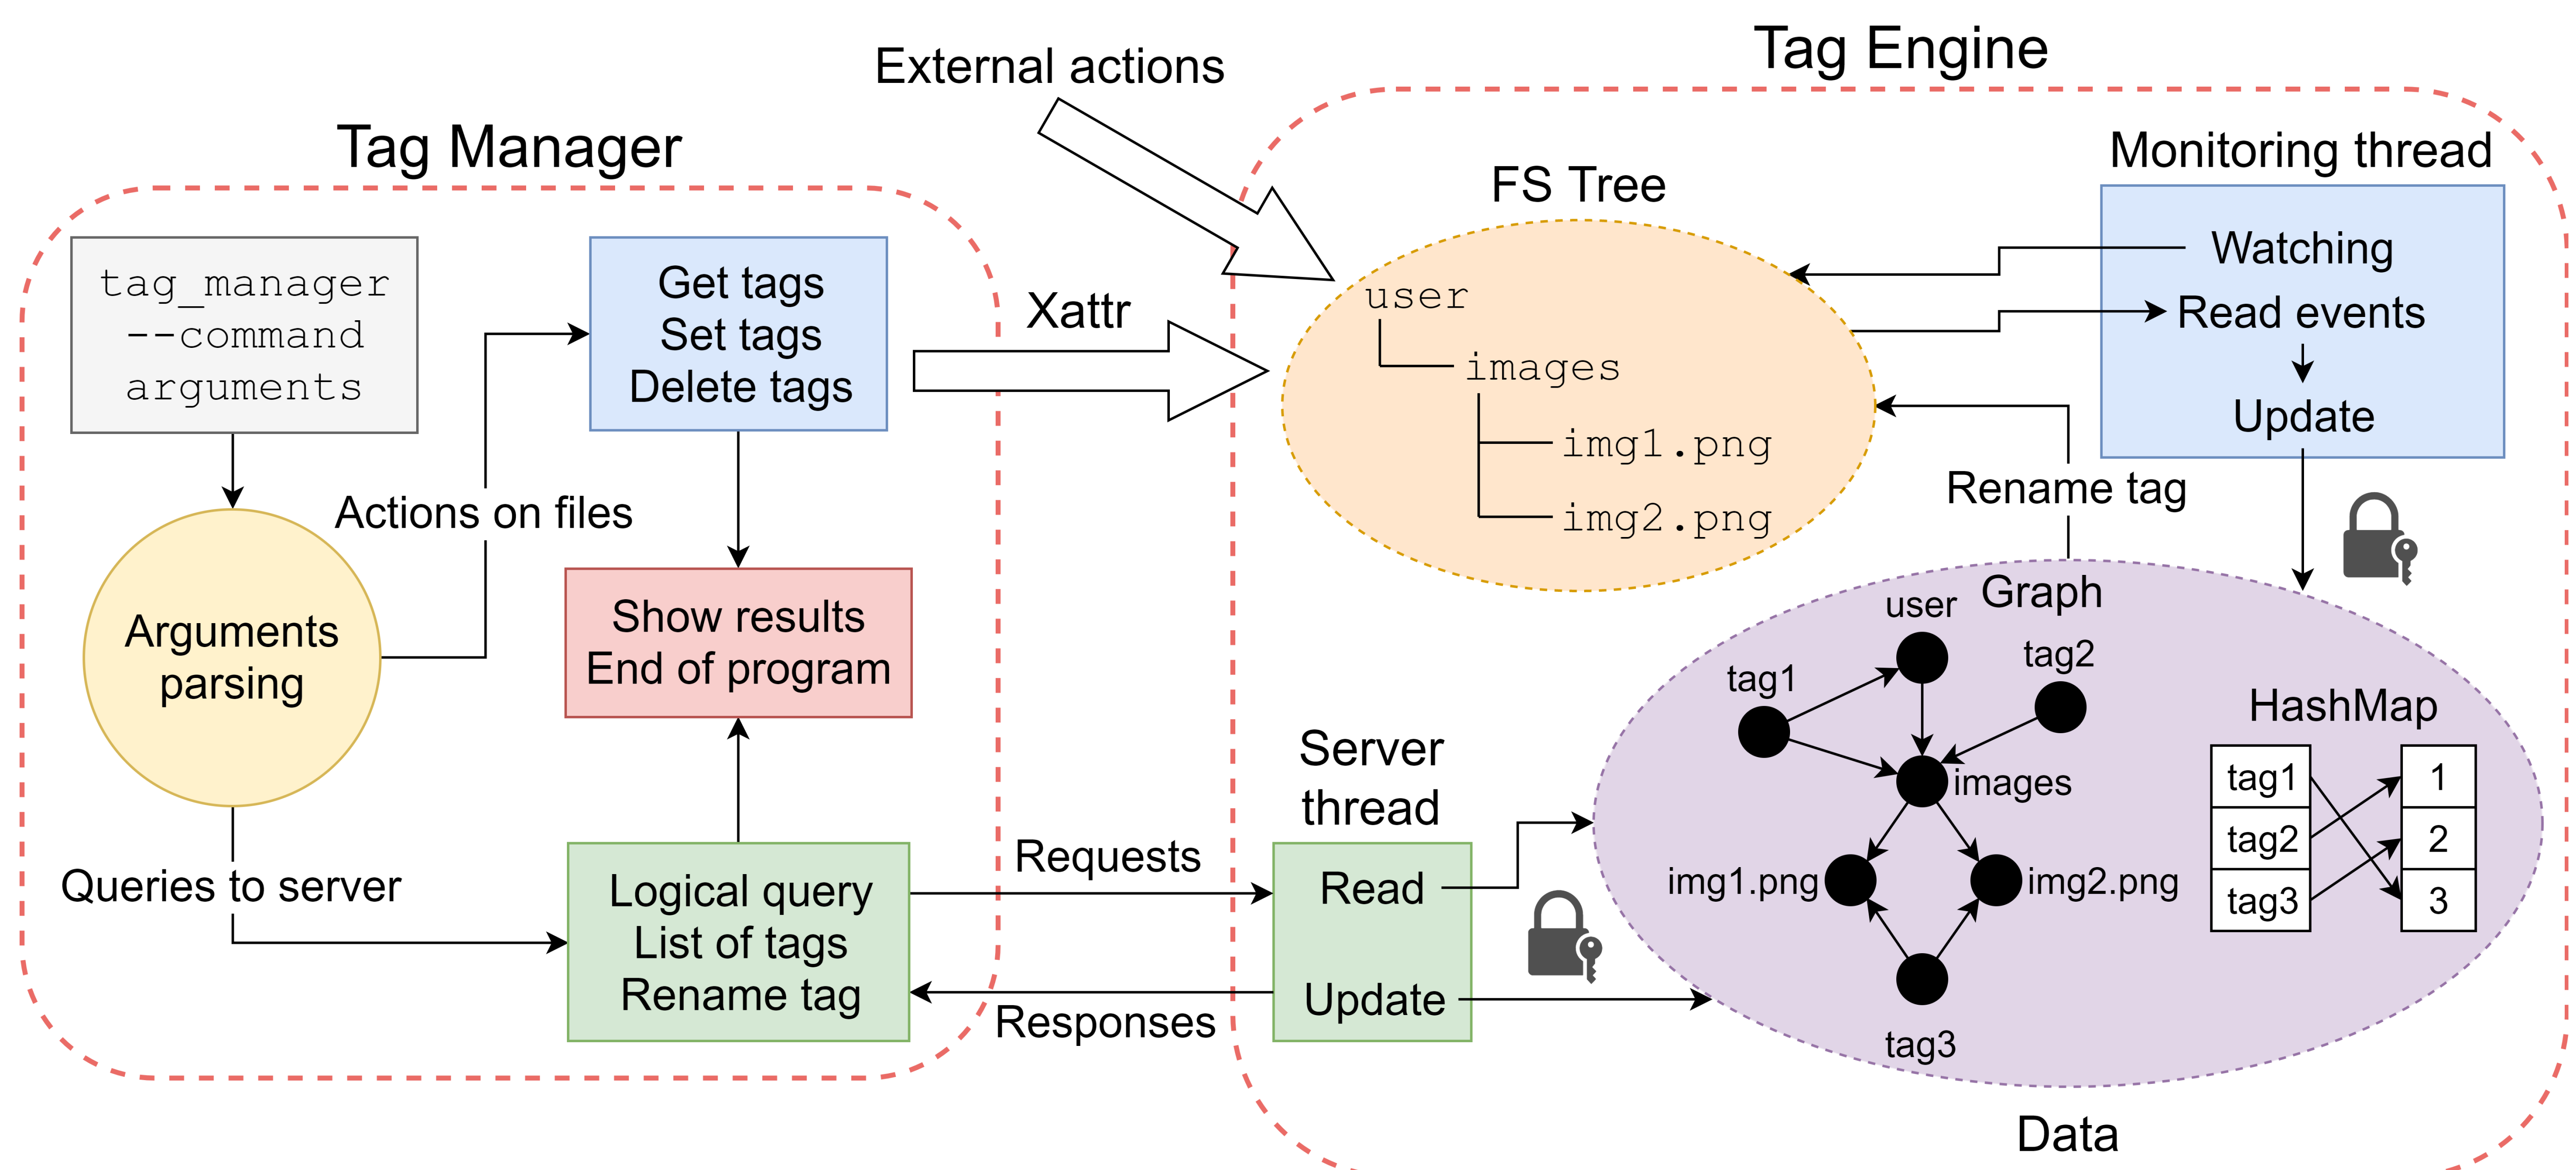 External actions
Tag Engine
Tag Manager
Monitoring thread
FS Tree
tag_manager
--command
arguments
Get tags
Set tags
Delete tags
Xattr
user
images
img1.png
img2.png
Watching
Read events
Update
Actions on files
Rename tag
Arguments
parsing
Show results
End of program
Graph
user
tag1
tag2
images
img1.png
img2.png
tag3
HashMap
tag1
tag2
tag3
1
2
3
Server
thread
Queries to server
Logical query
List of tags
Rename tag
Requests
Responses
Read
Update
Data